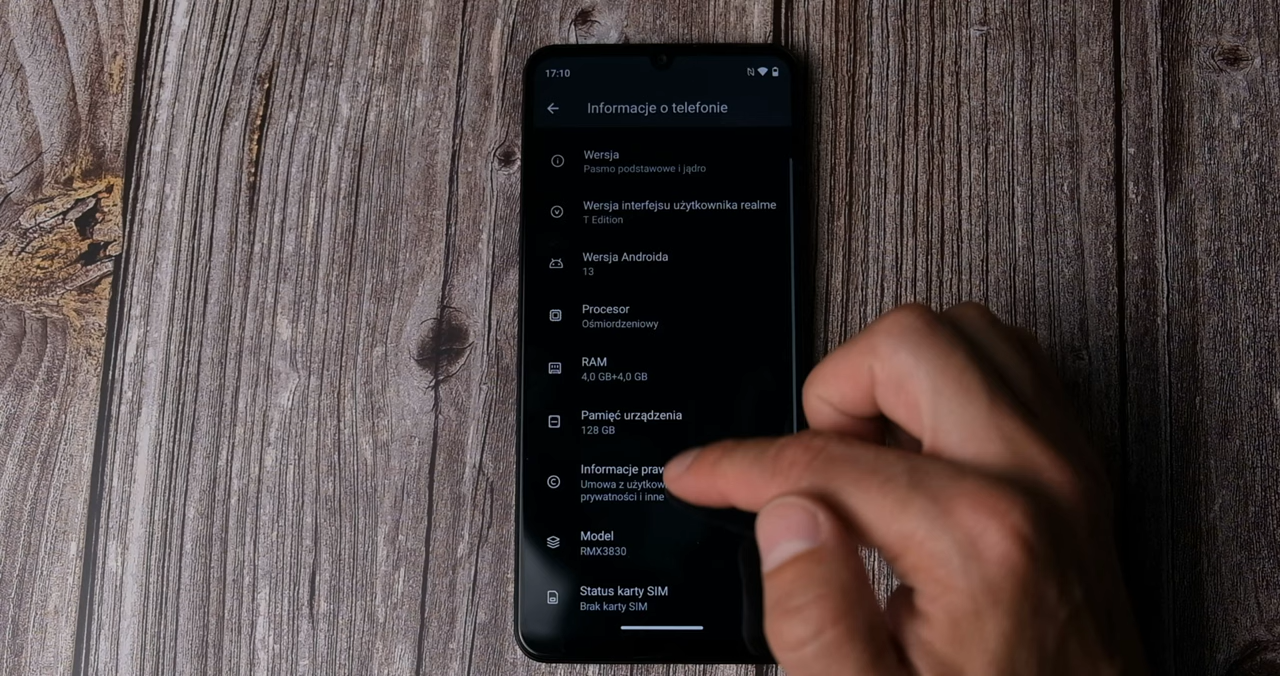 17:10
Informacje o telefonie
Wersja
Pasmo podstawowe i jądro
Wersja interfejsu użytkownika realme
T Edition
Wersja Androida
13
Procesor
Ośmiordzeniowy
RAM
4,0 GB+4,0 GB
Pamięć urządzenia
128 GB
Informacje
Umowa z
prywatności i inne
Model
RMX3830
Status karty SIM
Brak karty SIM